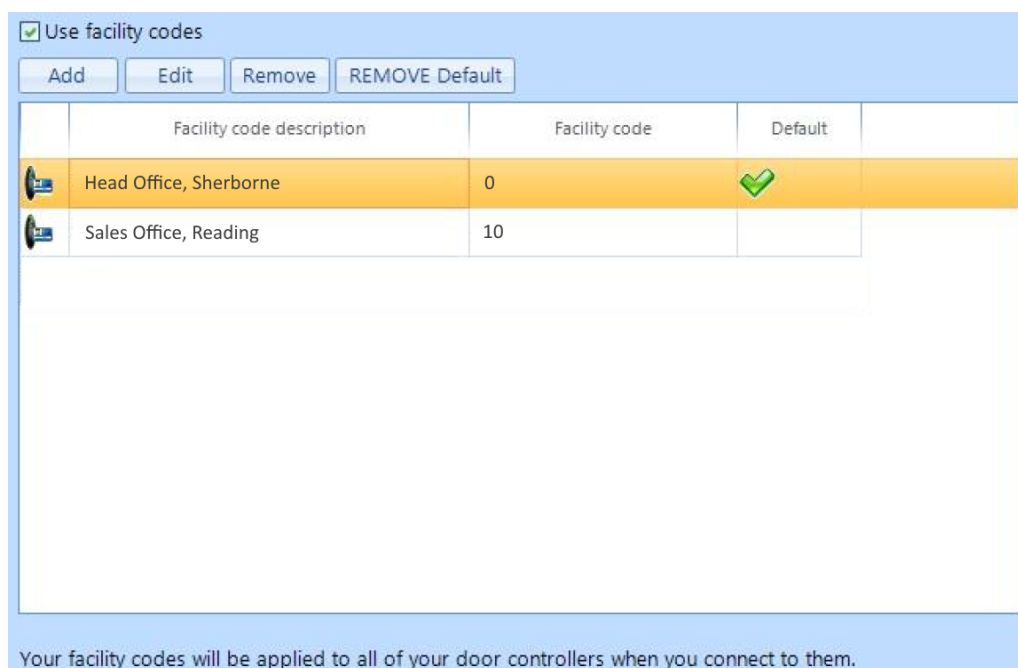 Use facility codes
Add Edit Remove REMOVE Default
Facility code description Facility code Default
Head Office, Sherborne 0
Sales Office, Reading 10
Your facility codes will be applied to all of your door controllers when you connect to them.